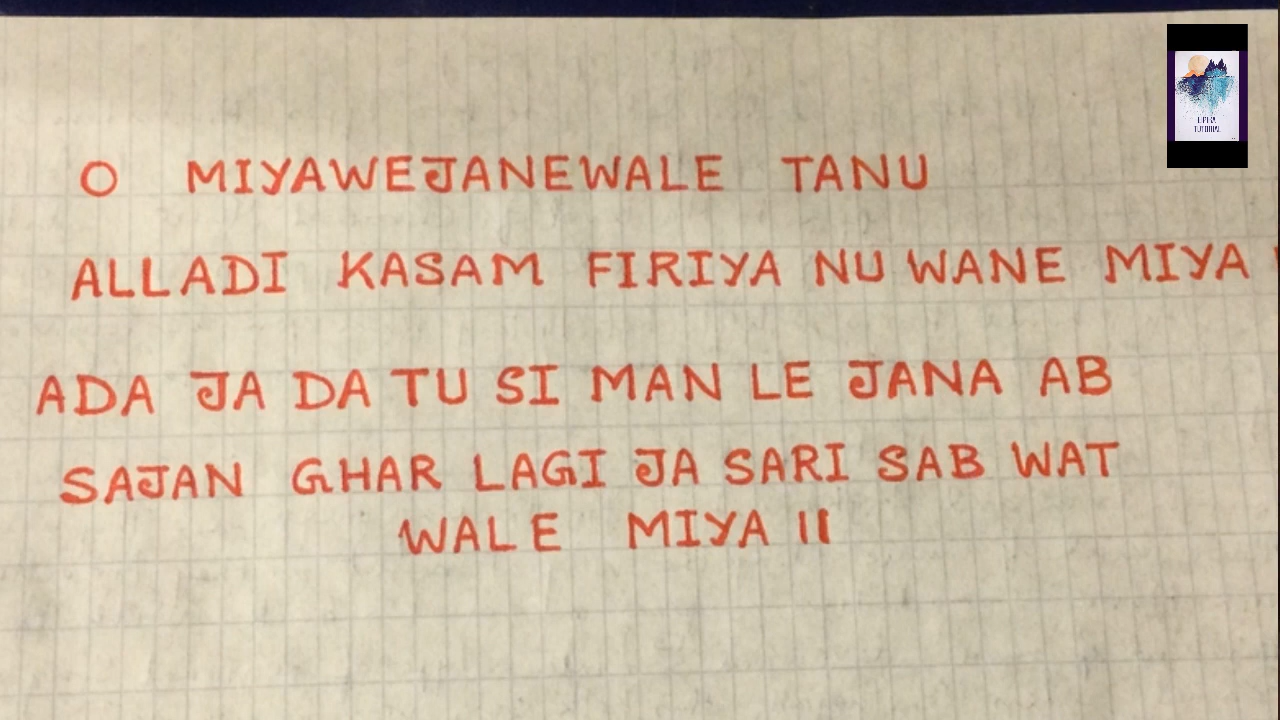 O MIYAWEJANEWALE TANU
ALLADI KASAM FIRIYA NU WANE MIYA
ADA JA DA TU SI MAN LE JANA AB
SAJAN GHAR LAGI JA SARI SAB WAT
WALE MIYA II
TUTORIAL